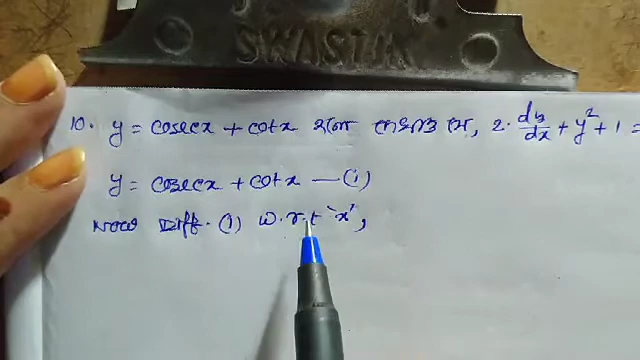 SWASTIK
10. y = cosecx + cotx হলে দেখাও যে, 2. dy/dx + y² + 1 =
y = cosecx + cotx —(i)
Now Diff. (i) w.r.t 'x',